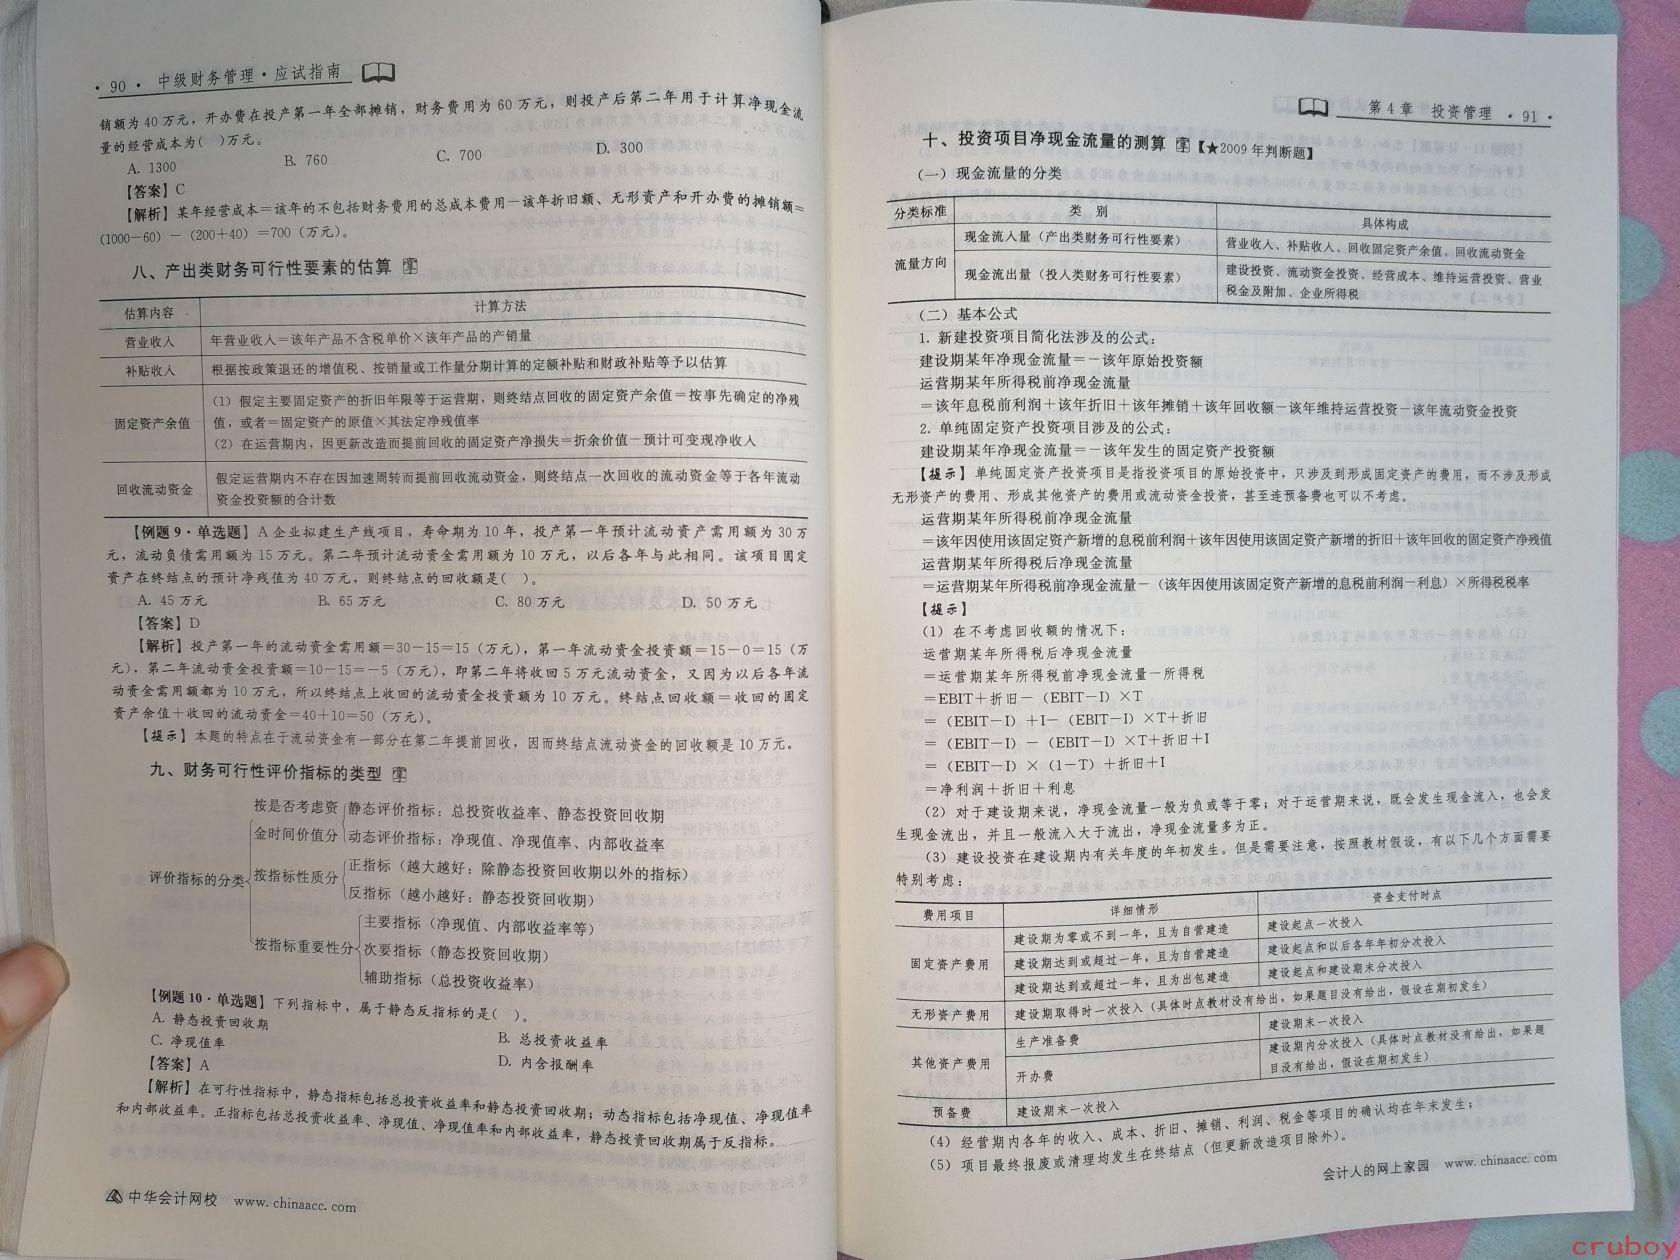 · 90 · 中级财务管理·应试指南
销额为 40 万元，开办费在投产第一年全部摊销，财务费用为 60 万元，则投产后第二年用于计算净现金流
量的经营成本为(　)万元。
A. 1300　B. 760　C. 700　D. 300
【答案】C
【解析】某年经营成本＝该年的不包括财务费用的总成本费用－该年折旧额、无形资产和开办费的摊销额＝
(1000－60)－(200＋40)＝700（万元）。
八、产出类财务可行性要素的估算
估算内容　计算方法
营业收入　年营业收入＝该年产品不含税单价×该年产品的产销量
补贴收入　根据按政策退还的增值税、按销量或工作量分期计算的定额补贴和财政补贴等予以估算
固定资产余值　（1）假定主要固定资产的折旧年限等于运营期，则终结点回收的固定资产余值＝按事先确定的净残
值，或者＝固定资产的原值×其法定净残值率
（2）在运营期内，因更新改造而提前回收的固定资产净损失＝折余价值－预计可变现净收入
回收流动资金　假定运营期内不存在因加速周转而提前回收流动资金，则终结点一次回收的流动资金等于各年流动
资金投资额的合计数
【例题 9·单选题】A 企业拟建生产线项目，寿命期为 10 年，投产第一年预计流动资产需用额为 30 万
元，流动负债需用额为 15 万元。第二年预计流动资金需用额为 10 万元，以后各年与此相同。该项目固定
资产在终结点的预计净残值为 40 万元，则终结点的回收额是(　)。
A. 45 万元　B. 65 万元　C. 80 万元　D. 50 万元
【答案】D
【解析】投产第一年的流动资金需用额＝30－15＝15（万元），第一年流动资金投资额＝15－0＝15（万
元），第二年流动资金投资额＝10－15＝－5（万元），即第二年将收回 5 万元流动资金，又因为以后各年流
动资金需用额都为 10 万元，所以终结点上收回的流动资金投资额为 10 万元。终结点回收额＝收回的固定
资产余值＋收回的流动资金＝40＋10＝50（万元）。
【提示】本题的特点在于流动资金有一部分在第二年提前回收，因而终结点流动资金的回收额是 10 万元。
九、财务可行性评价指标的类型
评价指标的分类
按是否考虑资
金时间价值分
静态评价指标：总投资收益率、静态投资回收期
动态评价指标：净现值、净现值率、内部收益率
按指标性质分
正指标（越大越好：除静态投资回收期以外的指标）
反指标（越小越好：静态投资回收期）
按指标重要性分
主要指标（净现值、内部收益率等）
次要指标（静态投资回收期）
辅助指标（总投资收益率）
【例题 10·单选题】下列指标中，属于静态反指标的是(　)。
A. 静态投资回收期　B. 总投资收益率
C. 净现值率　D. 内含报酬率
【答案】A
【解析】在可行性指标中，静态指标包括总投资收益率和静态投资回收期；动态指标包括净现值、净现值率
和内部收益率。正指标包括总投资收益率、净现值、净现值率和内部收益率，静态投资回收期属于反指标。
中华会计网校 www.chinaacc.com
第 4 章 投资管理 · 91 ·
十、投资项目净现金流量的测算 【★2009 年判断题】
（一）现金流量的分类
分类标准　类　别　具体构成
流量方向　现金流入量（产出类财务可行性要素）　营业收入、补贴收入、回收固定资产余值、回收流动资金
现金流出量（投入类财务可行性要素）　建设投资、流动资金投资、经营成本、维持运营投资、营业
税金及附加、企业所得税
（二）基本公式
1. 新建投资项目简化法涉及的公式：
建设期某年净现金流量＝－该年原始投资额
运营期某年所得税前净现金流量
＝该年息税前利润＋该年折旧＋该年摊销＋该年回收额－该年维持运营投资－该年流动资金投资
2. 单纯固定资产投资项目涉及的公式：
建设期某年净现金流量＝－该年发生的固定资产投资额
【提示】单纯固定资产投资项目是指投资项目的原始投资中，只涉及到形成固定资产的费用，而不涉及形成
无形资产的费用、形成其他资产的费用或流动资金投资，甚至连预备费也可以不考虑。
运营期某年所得税前净现金流量
＝该年因使用该固定资产新增的息税前利润＋该年因使用该固定资产新增的折旧＋该年回收的固定资产净残值
运营期某年所得税后净现金流量
＝运营期某年所得税前净现金流量－（该年因使用该固定资产新增的息税前利润－利息）×所得税税率
【提示】
（1）在不考虑回收额的情况下：
运营期某年所得税后净现金流量
＝运营期某年所得税前净现金流量－所得税
＝EBIT＋折旧－（EBIT－I）×T
＝（EBIT－I）＋I－（EBIT－I）×T＋折旧
＝（EBIT－I）－（EBIT－I）×T＋折旧＋I
＝（EBIT－I）×（1－T）＋折旧＋I
＝净利润＋折旧＋利息
（2）对于建设期来说，净现金流量一般为负或等于零；对于运营期来说，既会发生现金流入，也会发
生现金流出，并且一般流入大于流出，净现金流量多为正。
（3）建设投资在建设期内有关年度的年初发生。但是需要注意，按照教材假设，有以下几个方面需要
特别考虑：
费用项目　详细情形　资金支付时点
固定资产费用　建设期为零或不到一年，且为自营建造　建设起点一次投入
建设期达到或超过一年，且为自营建造　建设起点和以后各年年初分次投入
建设期达到或超过一年，且为出包建造　建设起点和建设期末分次投入
无形资产费用　建设期取得时一次投入（具体时点教材没有给出，如果题目没有给出，假设在期初发生）
其他资产费用　生产准备费　建设期末一次投入
开办费　建设期内分次投入（具体时点教材没有给出，如果题
目没有给出，假设在期初发生）
预备费　建设期末一次投入
（4）经营期内各年的收入、成本、折旧、摊销、利润、税金等项目的确认均在年末发生；
（5）项目最终报废或清理均发生在终结点（但更新改造项目除外）。
会计人的网上家园 www.chinaacc.com
cruboy